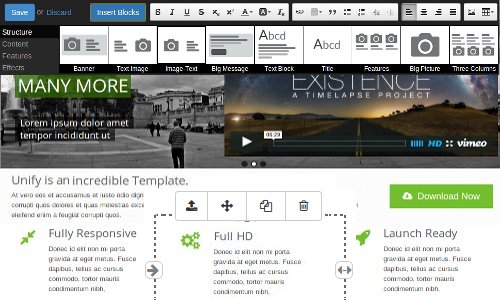 Save or Discard Insert Blocks
Structure
Content
Features
Effects
Banner Text-Image Image-Text Big Message Text Block Title Features Big Picture Three Columns
Abcd
Abcd
MANY MORE
Lorem ipsum dolor amet
tempor incididunt ut
EXISTENCE
A TIMELAPSE PROJECT
06:29
HD vimeo
Unify is an incredible Template.
At vero eos et accusamus et iusto odio dign
corrupti quos dolores et quas molestias exce
eleifend enim a feugiat corrupti quos.
Download Now
Fully Responsive
Donec id elit non mi porta
gravida at eget metus. Fusce
dapibus, tellus ac cursus
commodo, tortor mauris
condimentum nibh,
Full HD
Donec id elit non mi porta
gravida at eget metus. Fusce
dapibus, tellus ac cursus
commodo, tortor mauris
condimentum nibh,
Launch Ready
Donec id elit non mi porta
gravida at eget metus. Fusce
dapibus, tellus ac cursus
commodo, tortor mauris
condimentum nibh,